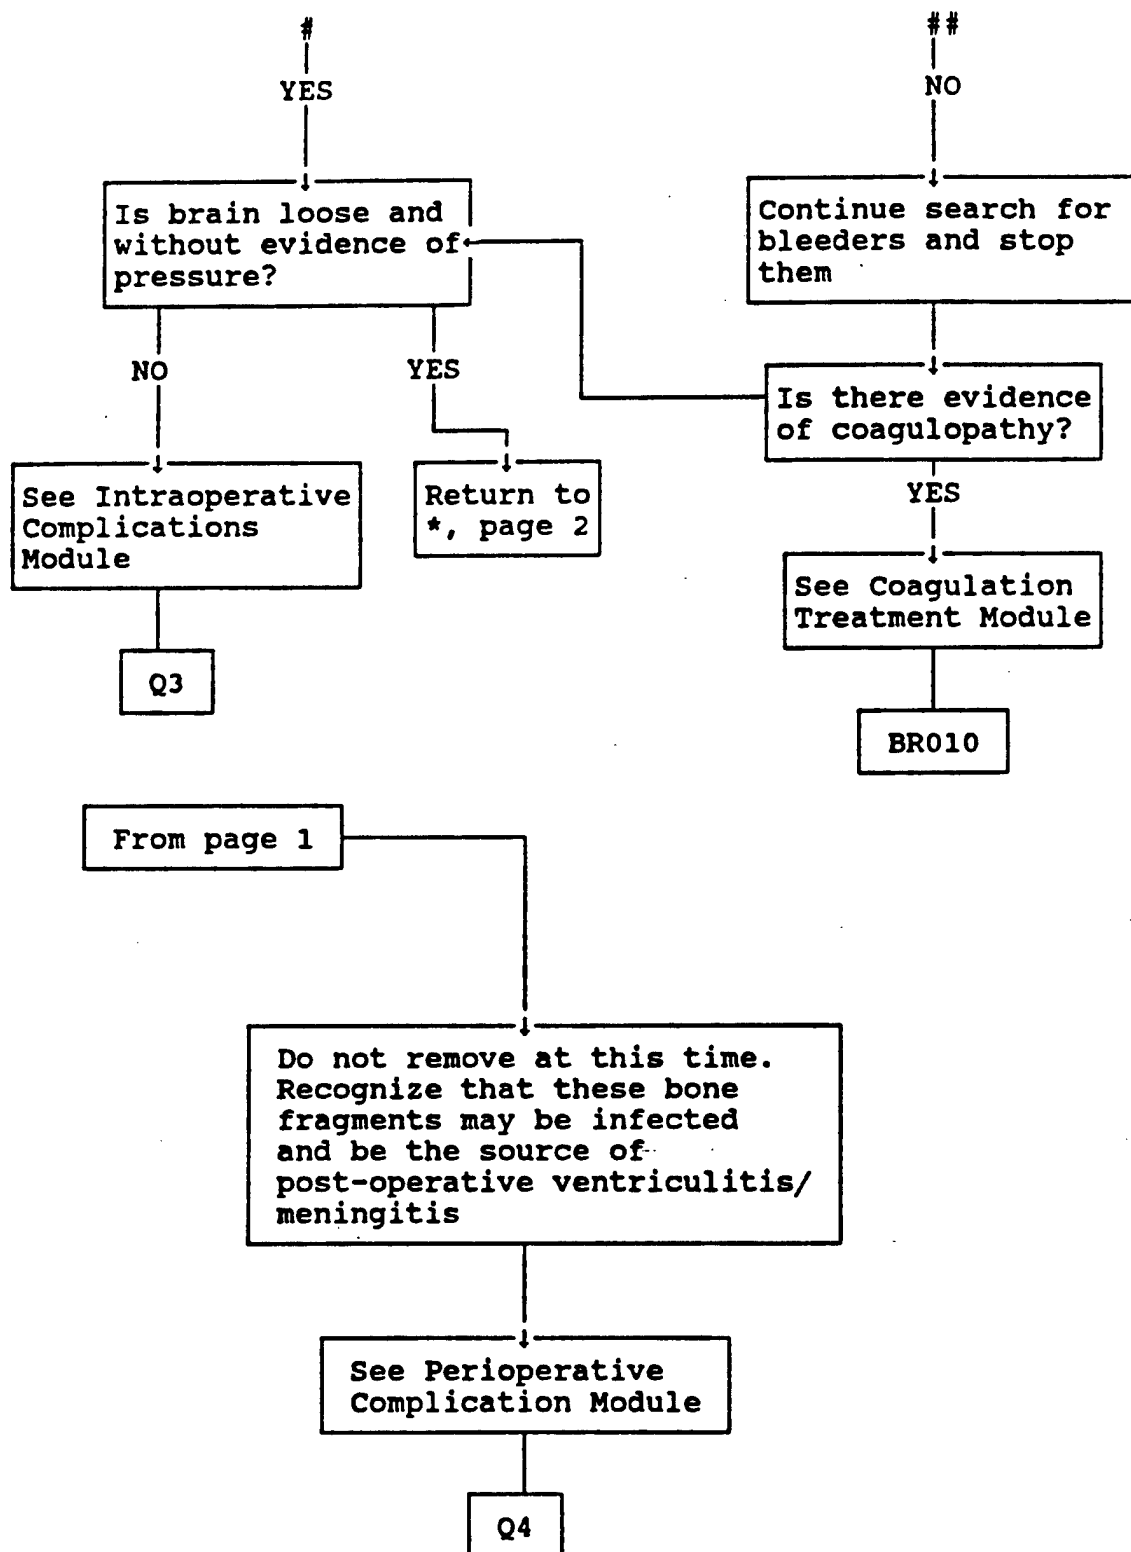 #
YES
Is brain loose and
without evidence of
pressure?
NO
YES
See Intraoperative
Complications
Module
Return to
*, page 2
Q3
##
NO
Continue search for
bleeders and stop
them
Is there evidence
of coagulopathy?
YES
See Coagulation
Treatment Module
BR010
From page 1
Do not remove at this time.
Recognize that these bone
fragments may be infected
and be the source of
post-operative ventriculitis/
meningitis
See Perioperative
Complication Module
Q4